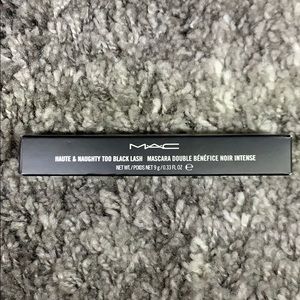 MAC
HAUTE & NAUGHTY TOO BLACK LASH MASCARA DOUBLE BÉNÉFICE NOIR INTENSE
NET WT./POIDS NET 9 g/0.33 FL OZ ℮